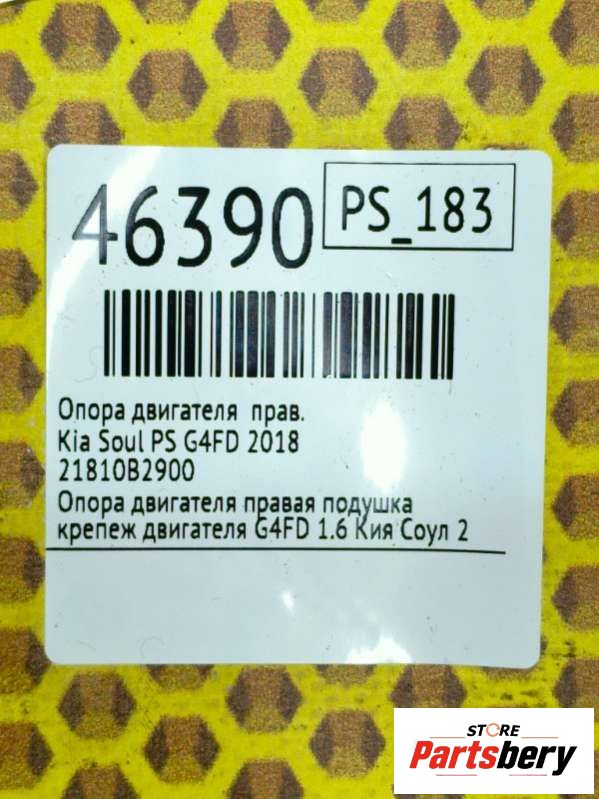 46390
PS_183
Опора двигателя прав.
Kia Soul PS G4FD 2018
21810B2900
Опора двигателя правая подушка
крепеж двигателя G4FD 1.6 Кия Соул 2
STORE
Partsbery